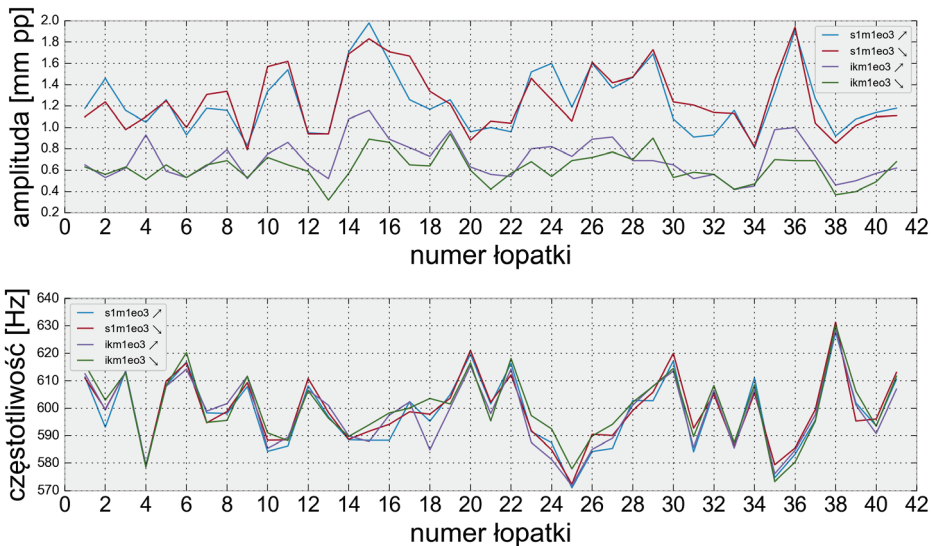 amplituda [mm pp]
2.0
1.8
1.6
1.4
1.2
1.0
0.8
0.6
0.4
0.2
s1m1eo3 ↗
s1m1eo3 ↘
ikm1eo3 ↗
ikm1eo3 ↘
0 2 4 6 8 10 12 14 16 18 20 22 24 26 28 30 32 34 36 38 40 42
numer łopatki
częstotliwość [Hz]
640
630
620
610
600
590
580
570
s1m1eo3 ↗
s1m1eo3 ↘
ikm1eo3 ↗
ikm1eo3 ↘
0 2 4 6 8 10 12 14 16 18 20 22 24 26 28 30 32 34 36 38 40 42
numer łopatki